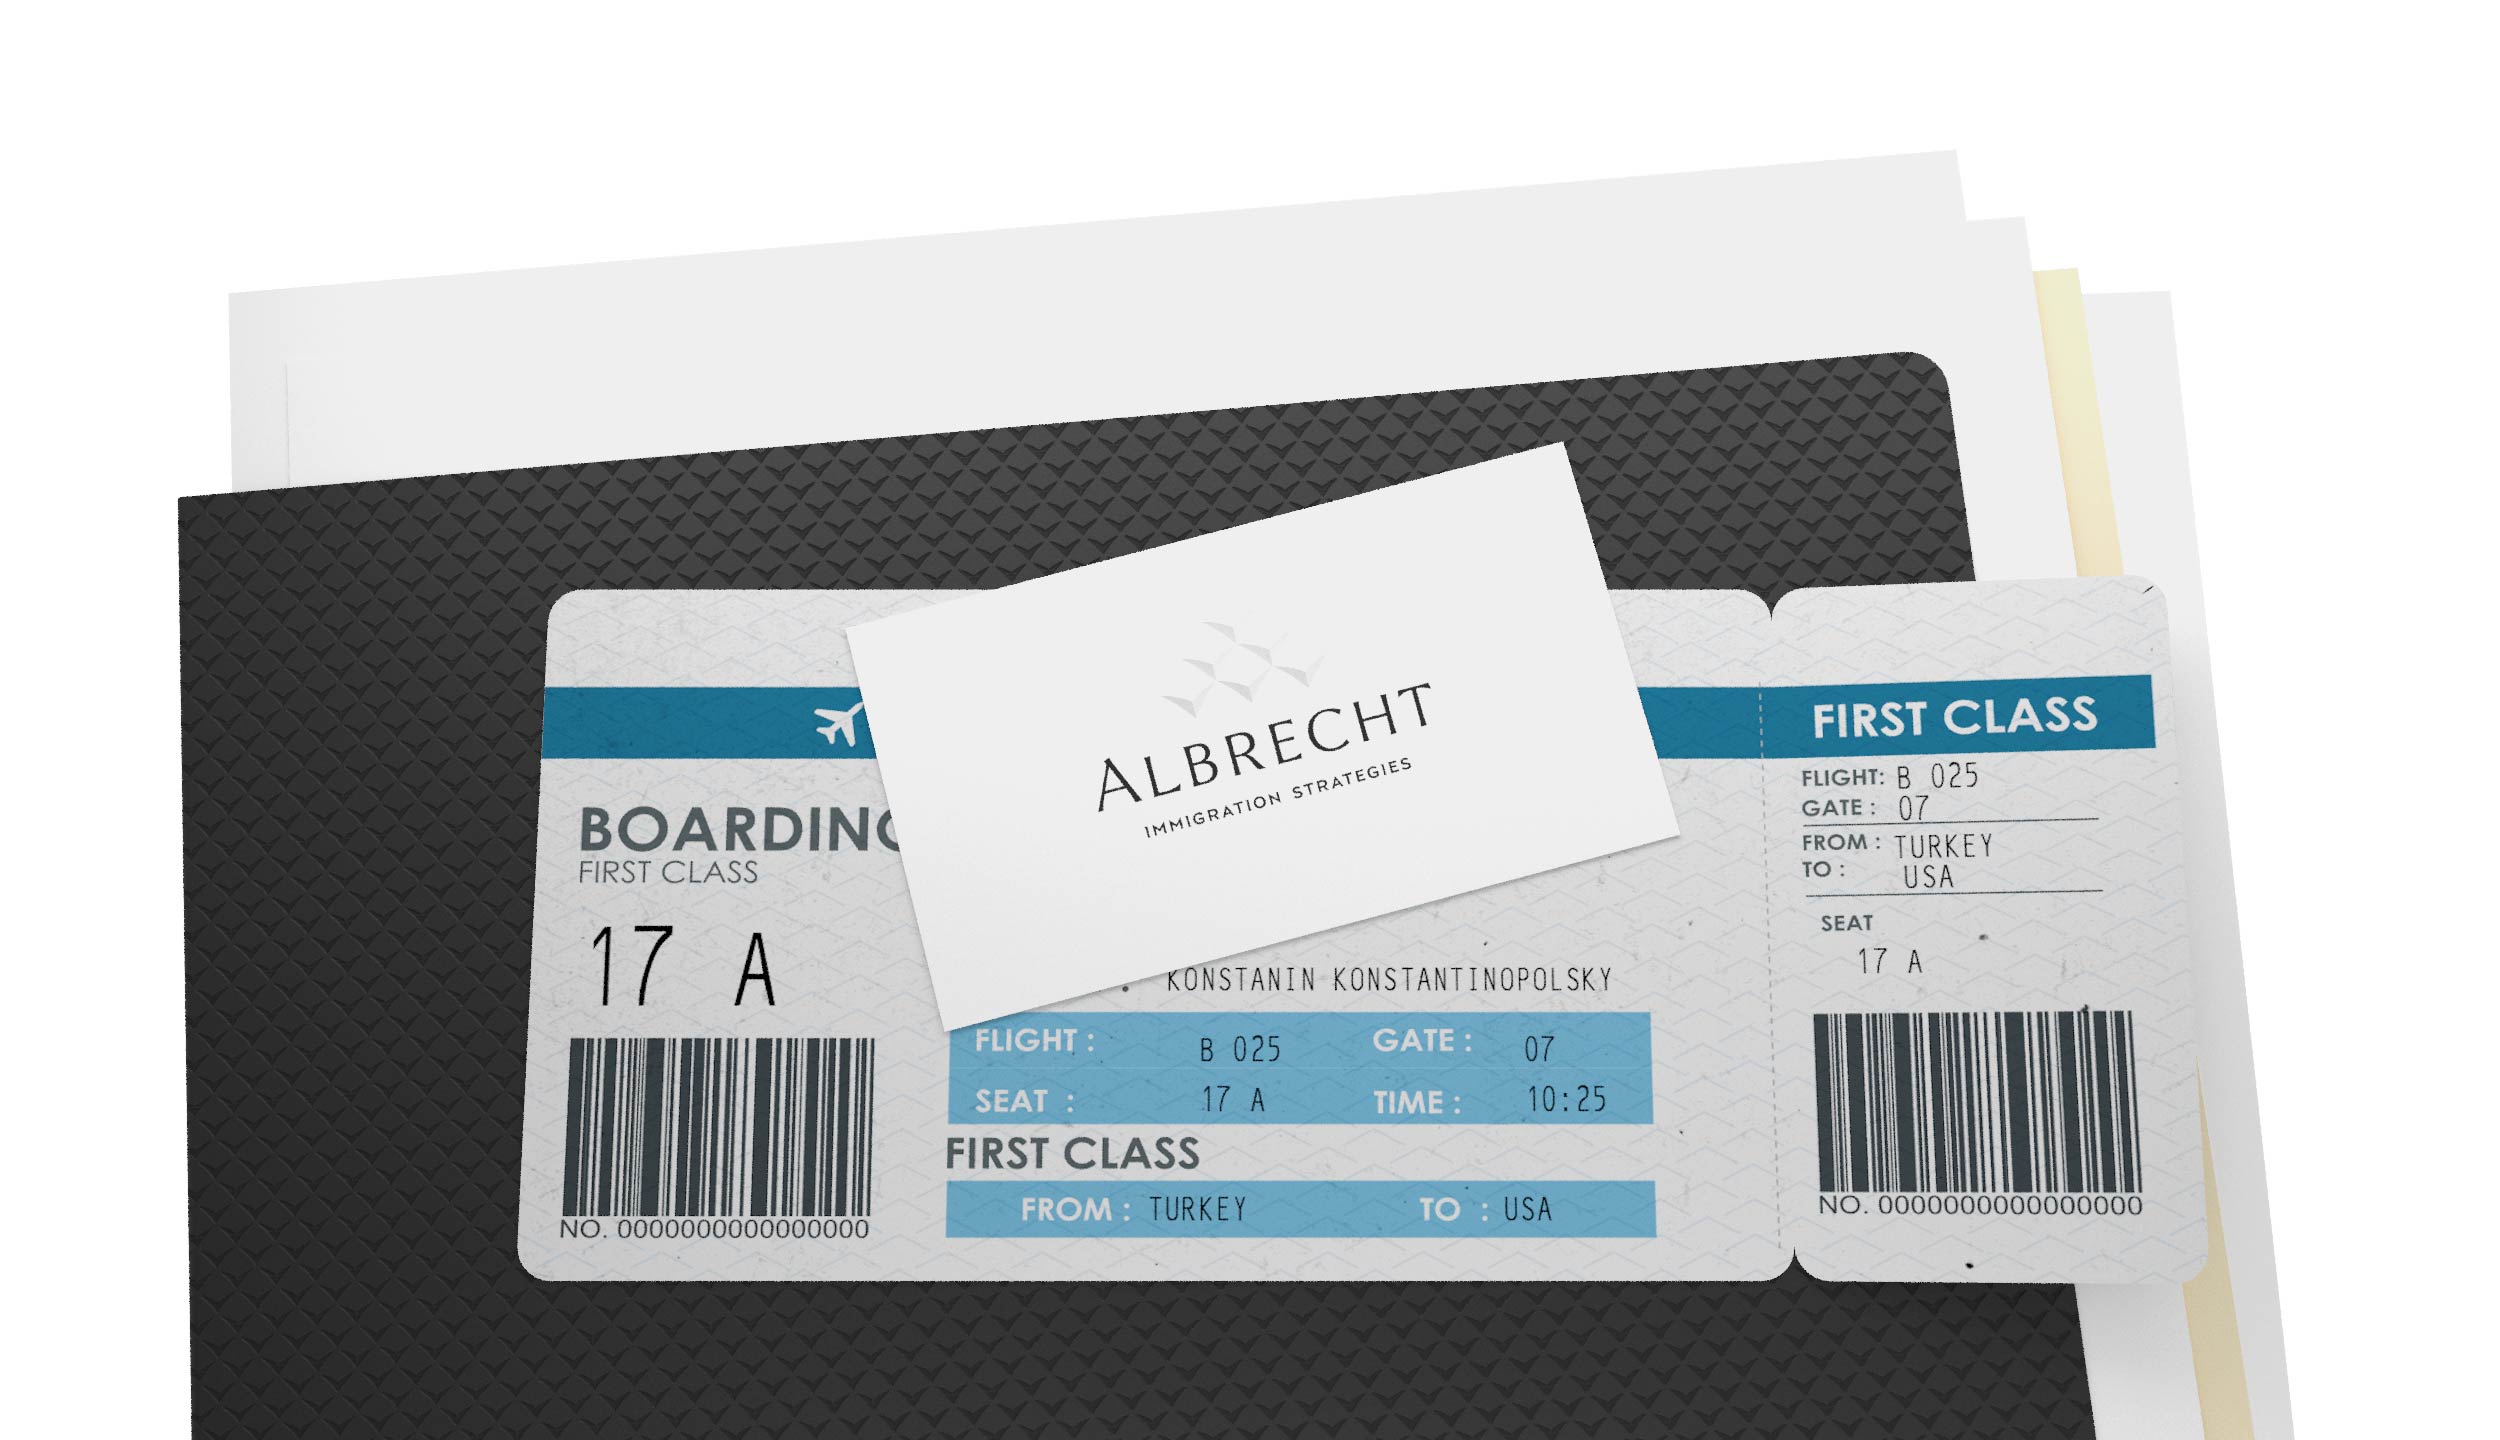 ALBRECHT
IMMIGRATION STRATEGIES
BOARDING
FIRST CLASS
17 A
NO. 0000000000000000
KONSTANIN KONSTANTINOPOLSKY
FLIGHT : B 025 GATE : 07
SEAT : 17 A TIME : 10:25
FIRST CLASS
FROM : TURKEY TO : USA
FIRST CLASS
FLIGHT: B 025
GATE : 07
FROM : TURKEY
TO : USA
SEAT
17 A
NO. 0000000000000000